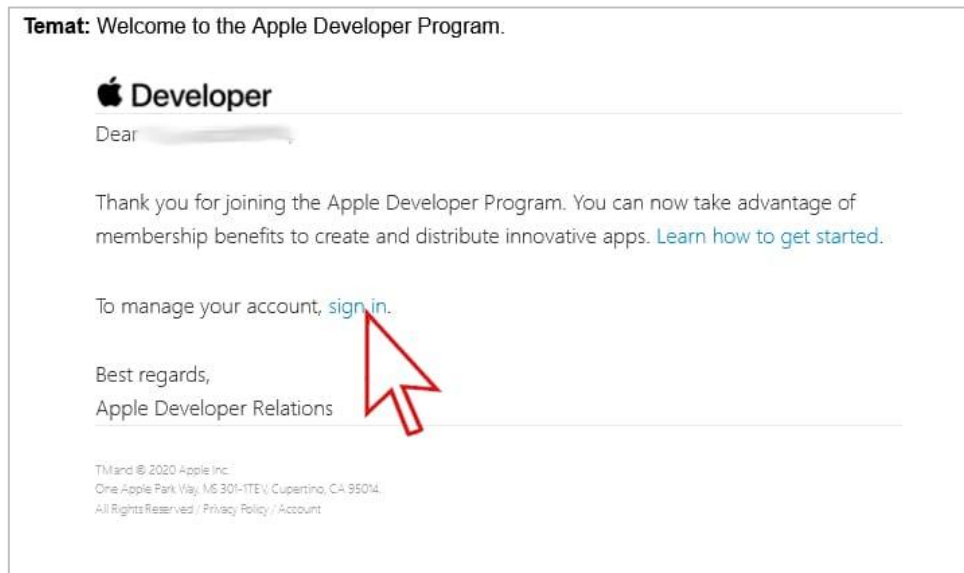 Temat: Welcome to the Apple Developer Program.
Developer
Dear
Thank you for joining the Apple Developer Program. You can now take advantage of
membership benefits to create and distribute innovative apps. Learn how to get started.
To manage your account, sign in.
Best regards,
Apple Developer Relations
TM and © 2020 Apple Inc.
One Apple Park Way, MS 301-1TEV, Cupertino, CA 95014.
All Rights Reserved / Privacy Policy / Account